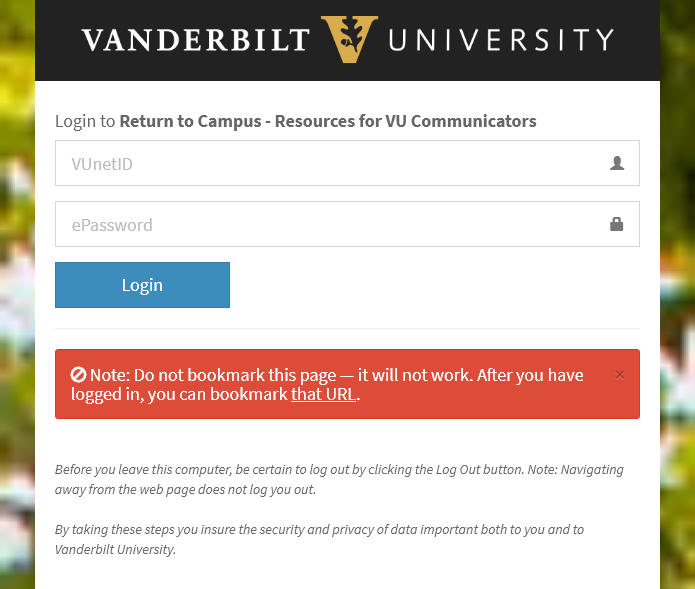 VANDERBILT V UNIVERSITY
Login to Return to Campus - Resources for VU Communicators
VUnetID
ePassword
Login
Note: Do not bookmark this page — it will not work. After you have
logged in, you can bookmark that URL.
×
Before you leave this computer, be certain to log out by clicking the Log Out button. Note: Navigating
away from the web page does not log you out.
By taking these steps you insure the security and privacy of data important both to you and to
Vanderbilt University.